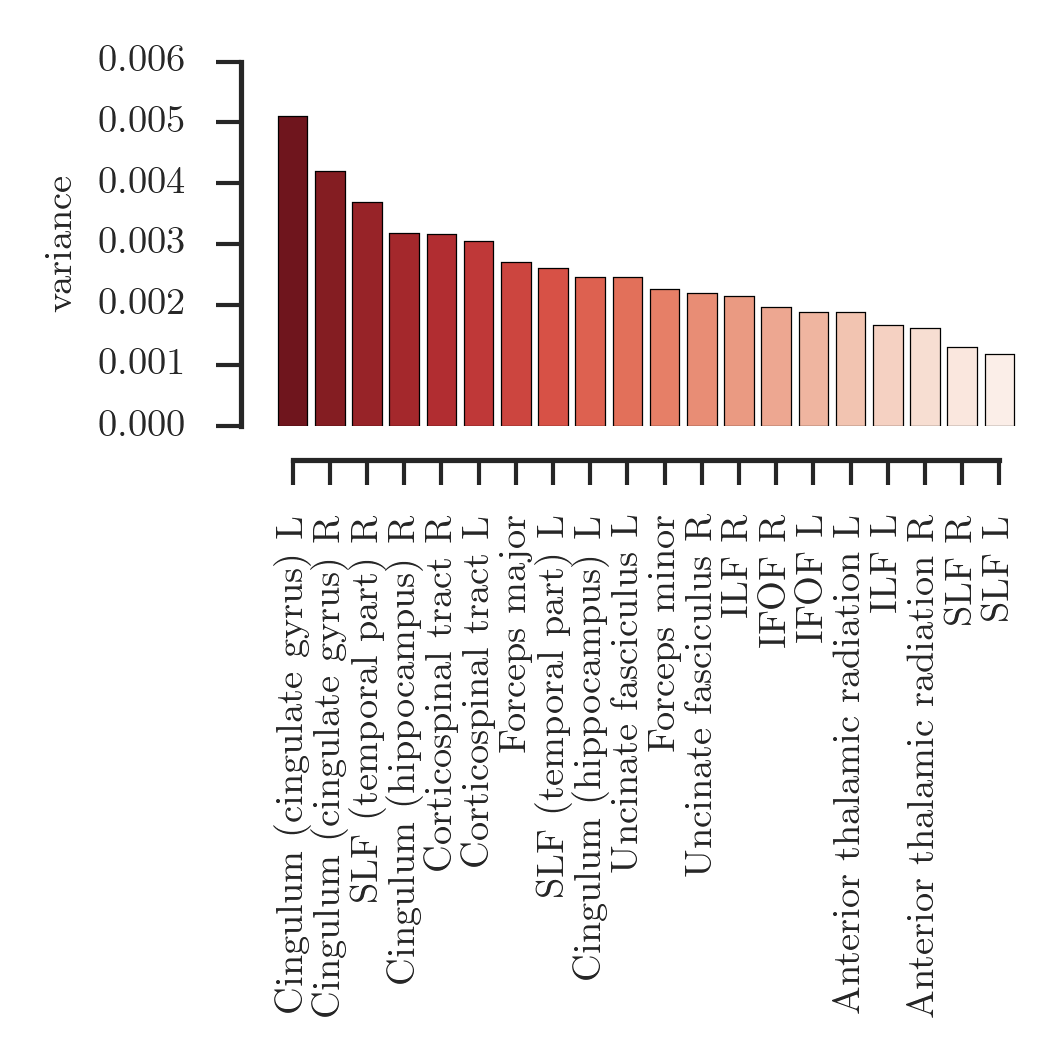 0.006
0.005
0.004
0.003
0.002
0.001
0.000
variance
Cingulum (cingulate gyrus) L
Cingulum (cingulate gyrus) R
SLF (temporal part) R
Cingulum (hippocampus) R
Corticospinal tract R
Corticospinal tract L
Forceps major
SLF (temporal part) L
Cingulum (hippocampus) L
Uncinate fasciculus L
Forceps minor
Uncinate fasciculus R
ILF R
IFOF R
IFOF L
Anterior thalamic radiation L
ILF L
Anterior thalamic radiation R
SLF R
SLF L